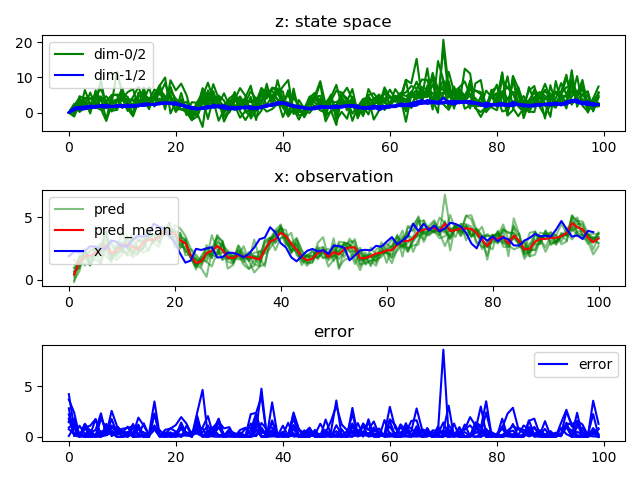 z: state space
20
10
0
dim-0/2
dim-1/2
0 20 40 60 80 100
x: observation
5
0
pred
pred_mean
x
0 20 40 60 80 100
error
5
0
error
0 20 40 60 80 100